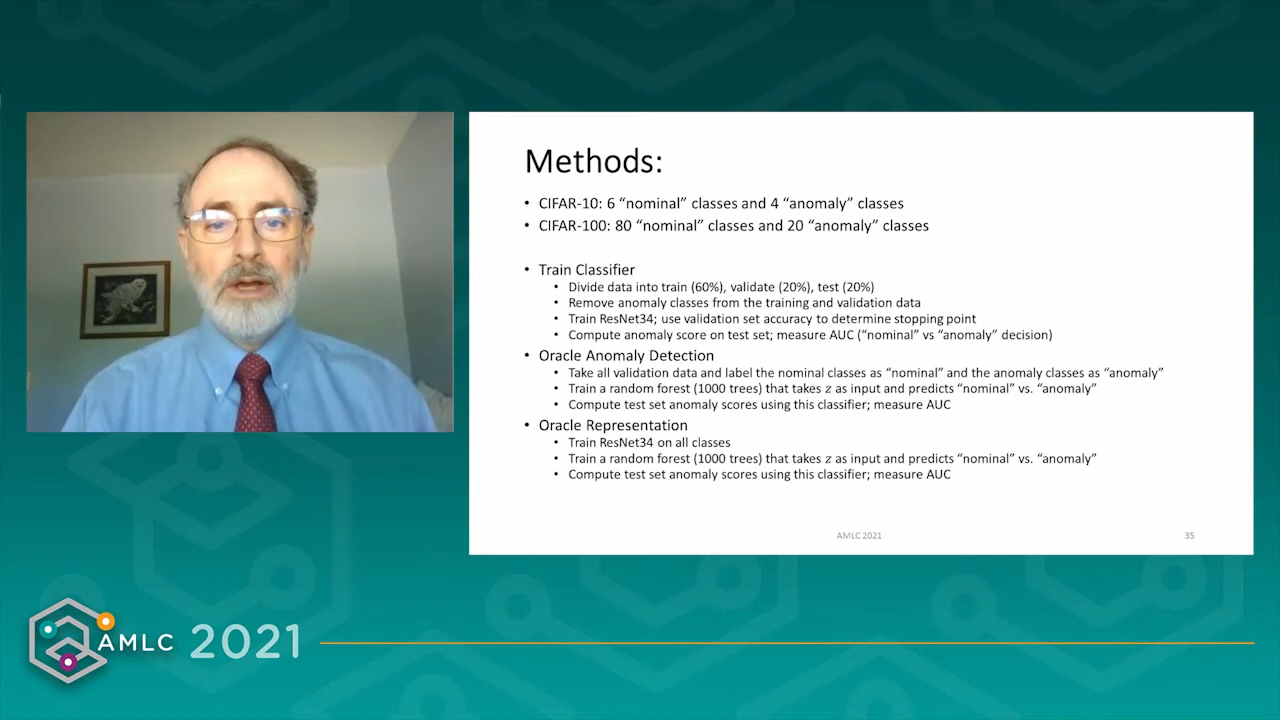 Methods:
• CIFAR-10: 6 “nominal” classes and 4 “anomaly” classes
• CIFAR-100: 80 “nominal” classes and 20 “anomaly” classes
• Train Classifier
• Divide data into train (60%), validate (20%), test (20%)
• Remove anomaly classes from the training and validation data
• Train ResNet34; use validation set accuracy to determine stopping point
• Compute anomaly score on test set; measure AUC (“nominal” vs “anomaly” decision)
• Oracle Anomaly Detection
• Take all validation data and label the nominal classes as “nominal” and the anomaly classes as “anomaly”
• Train a random forest (1000 trees) that takes z as input and predicts “nominal” vs. “anomaly”
• Compute test set anomaly scores using this classifier; measure AUC
• Oracle Representation
• Train ResNet34 on all classes
• Train a random forest (1000 trees) that takes z as input and predicts “nominal” vs. “anomaly”
• Compute test set anomaly scores using this classifier; measure AUC
AMLC 2021
35
AMLC 2021